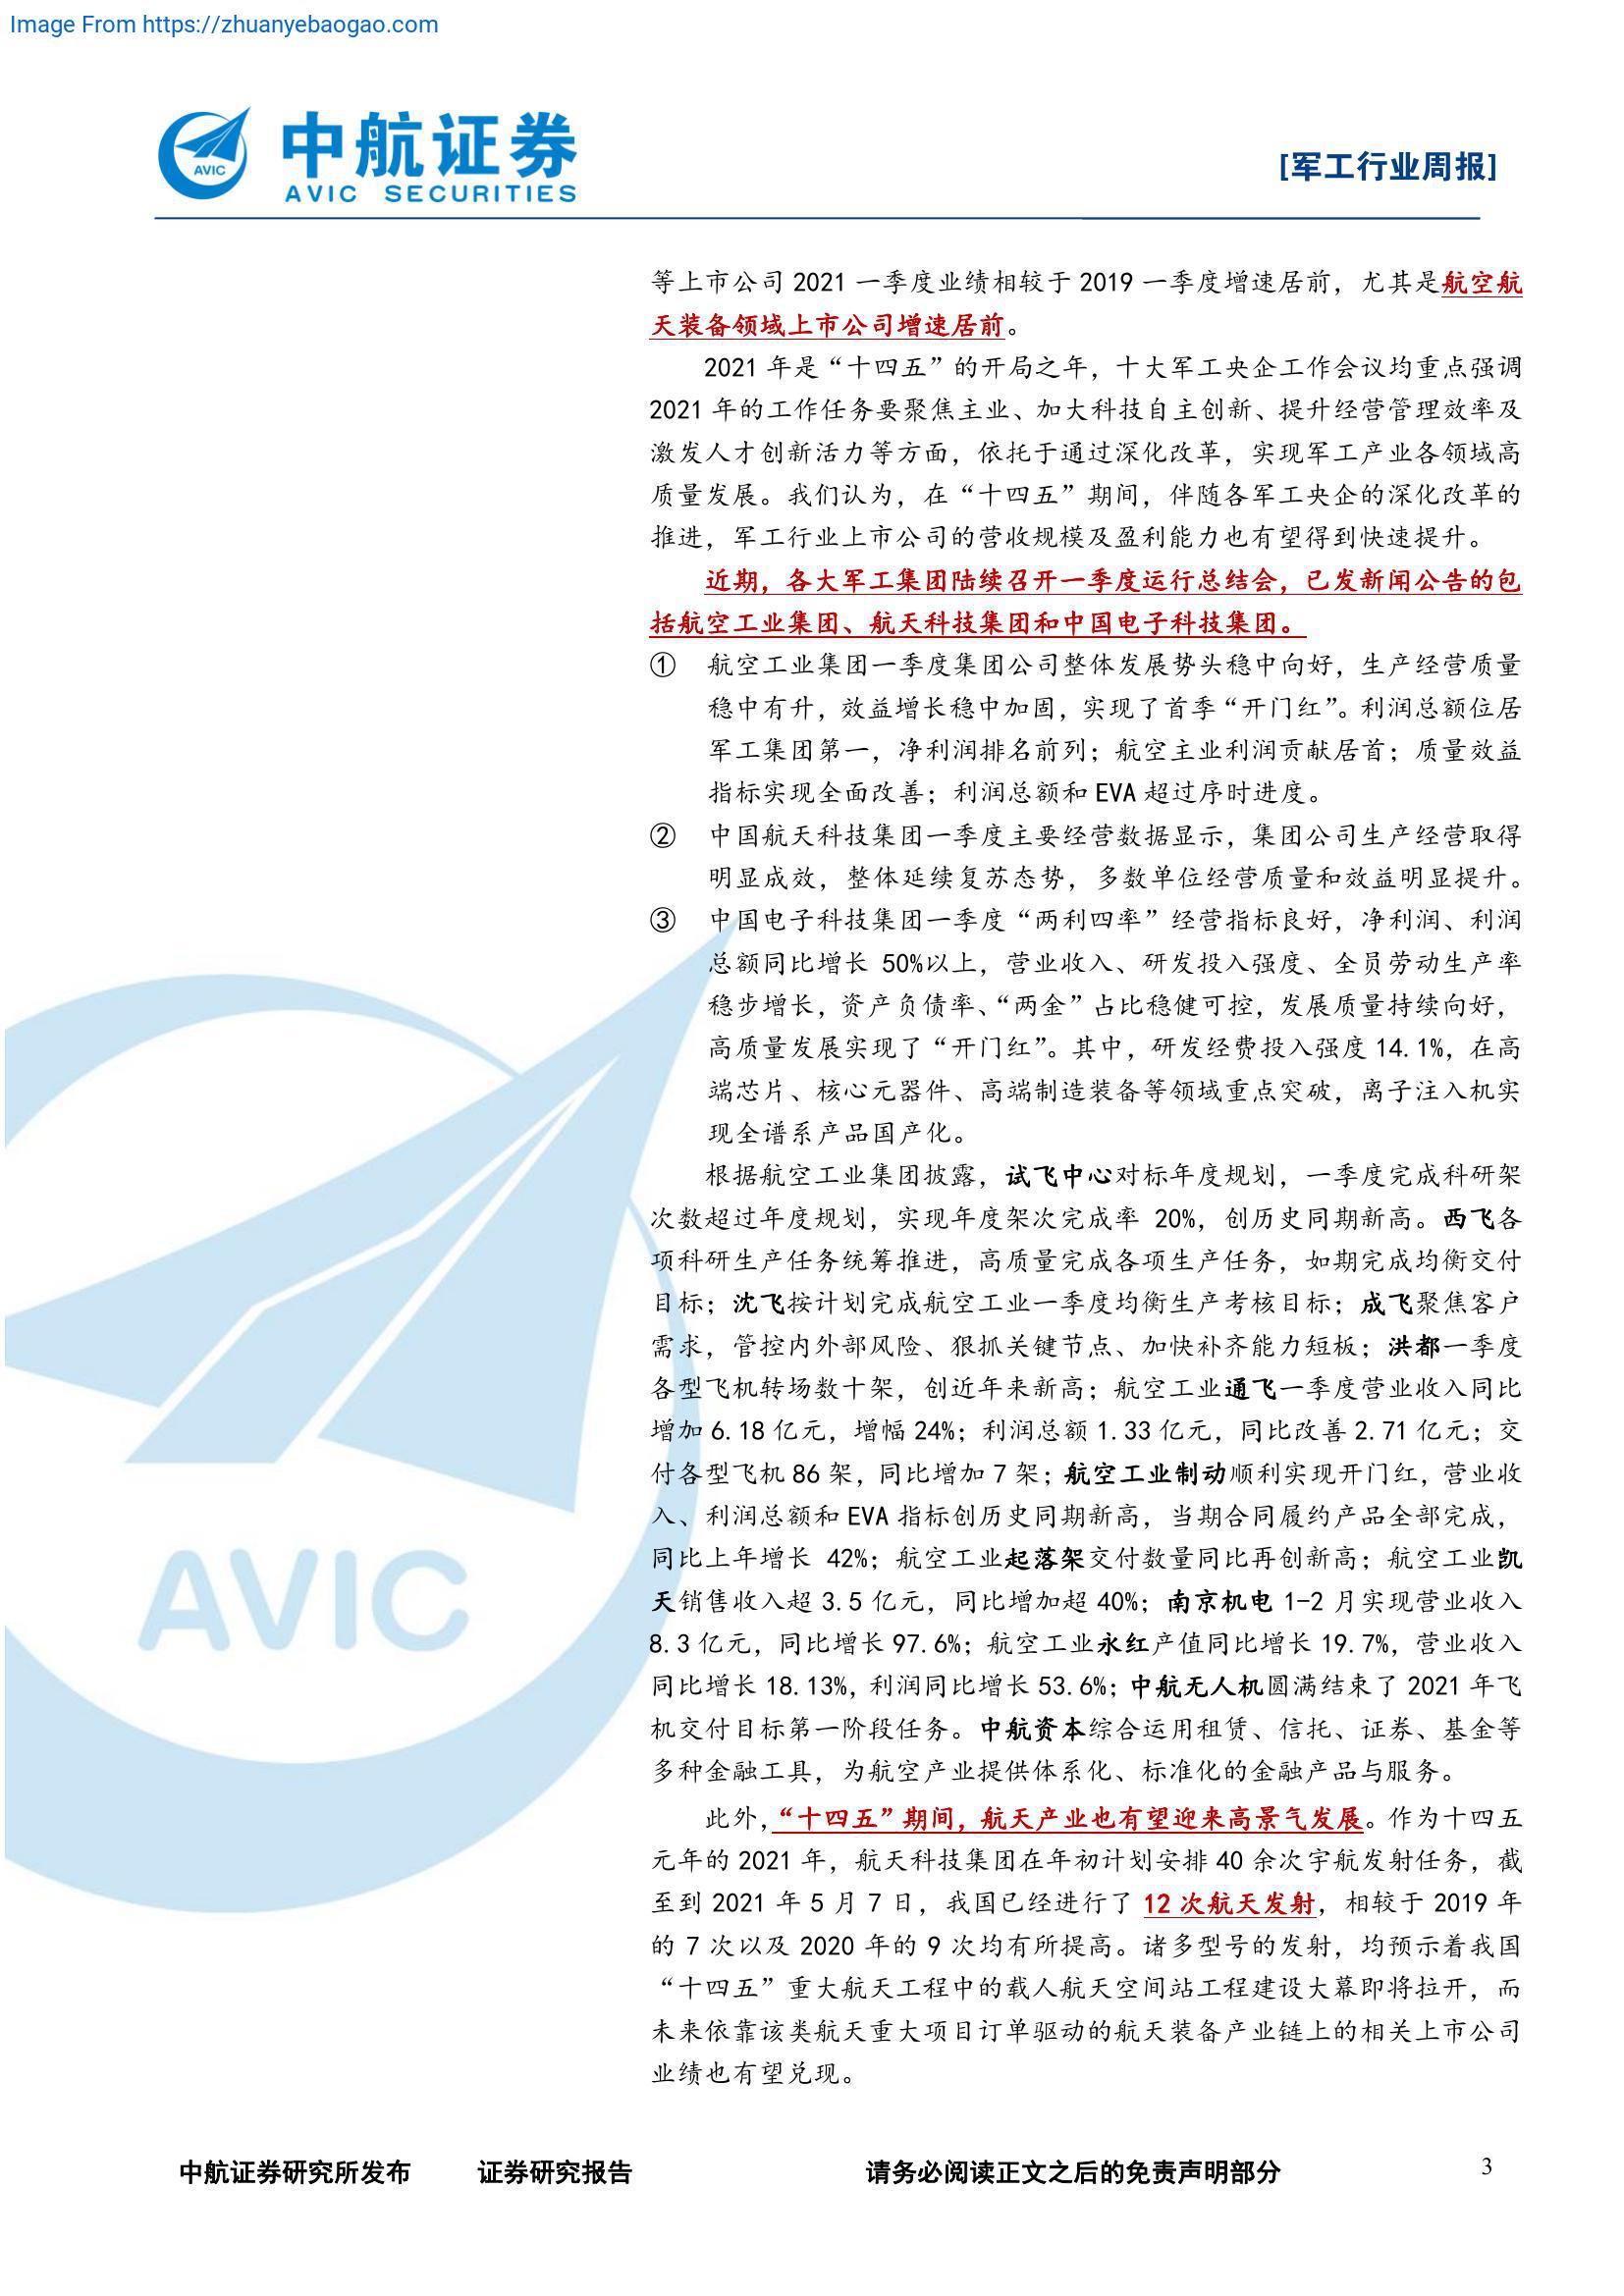 Image From https://zhuanyebaogao.com
AVIC
中航证券
AVIC SECURITIES
[军工行业周报]
等上市公司 2021 一季度业绩相较于 2019 一季度增速居前，尤其是航空航
天装备领域上市公司增速居前。
2021 年是“十四五”的开局之年，十大军工央企工作会议均重点强调
2021 年的工作任务要聚焦主业、加大科技自主创新、提升经营管理效率及
激发人才创新活力等方面，依托于通过深化改革，实现军工产业各领域高
质量发展。我们认为，在“十四五”期间，伴随各军工央企的深化改革的
推进，军工行业上市公司的营收规模及盈利能力也有望得到快速提升。
近期，各大军工集团陆续召开一季度运行总结会，已发新闻公告的包
括航空工业集团、航天科技集团和中国电子科技集团。
① 航空工业集团一季度集团公司整体发展势头稳中向好，生产经营质量
稳中有升，效益增长稳中加固，实现了首季“开门红”。利润总额位居
军工集团第一，净利润排名前列；航空主业利润贡献居首；质量效益
指标实现全面改善；利润总额和 EVA 超过序时进度。
② 中国航天科技集团一季度主要经营数据显示，集团公司生产经营取得
明显成效，整体延续复苏态势，多数单位经营质量和效益明显提升。
③ 中国电子科技集团一季度“两利四率”经营指标良好，净利润、利润
总额同比增长 50%以上，营业收入、研发投入强度、全员劳动生产率
稳步增长，资产负债率、“两金”占比稳健可控，发展质量持续向好，
高质量发展实现了“开门红”。其中，研发经费投入强度 14.1%，在高
端芯片、核心元器件、高端制造装备等领域重点突破，离子注入机实
现全谱系产品国产化。
根据航空工业集团披露，试飞中心对标年度规划，一季度完成科研架
次数超过年度规划，实现年度架次完成率 20%，创历史同期新高。西飞各
项科研生产任务统筹推进，高质量完成各项生产任务，如期完成均衡交付
目标；沈飞按计划完成航空工业一季度均衡生产考核目标；成飞聚焦客户
需求，管控内外部风险、狠抓关键节点、加快补齐能力短板；洪都一季度
各型飞机转场数十架，创近年来新高；航空工业通飞一季度营业收入同比
增加 6.18 亿元，增幅 24%；利润总额 1.33 亿元，同比改善 2.71 亿元；交
付各型飞机 86 架，同比增加 7 架；航空工业制动顺利实现开门红，营业收
入、利润总额和 EVA 指标创历史同期新高，当期合同履约产品全部完成，
同比上年增长 42%；航空工业起落架交付数量同比再创新高；航空工业凯
天销售收入超 3.5 亿元，同比增加超 40%；南京机电 1-2 月实现营业收入
8.3 亿元，同比增长 97.6%；航空工业永红产值同比增长 19.7%，营业收入
同比增长 18.13%，利润同比增长 53.6%；中航无人机圆满结束了 2021 年飞
机交付目标第一阶段任务。中航资本综合运用租赁、信托、证券、基金等
多种金融工具，为航空产业提供体系化、标准化的金融产品与服务。
此外，“十四五”期间，航天产业也有望迎来高景气发展。作为十四五
元年的 2021 年，航天科技集团在年初计划安排 40 余次宇航发射任务，截
至到 2021 年 5 月 7 日，我国已经进行了 12 次航天发射，相较于 2019 年
的 7 次以及 2020 年的 9 次均有所提高。诸多型号的发射，均预示着我国
“十四五”重大航天工程中的载人航天空间站工程建设大幕即将拉开，而
未来依靠该类航天重大项目订单驱动的航天装备产业链上的相关上市公司
业绩也有望兑现。
AVIC
中航证券研究所发布 证券研究报告 请务必阅读正文之后的免责声明部分 3